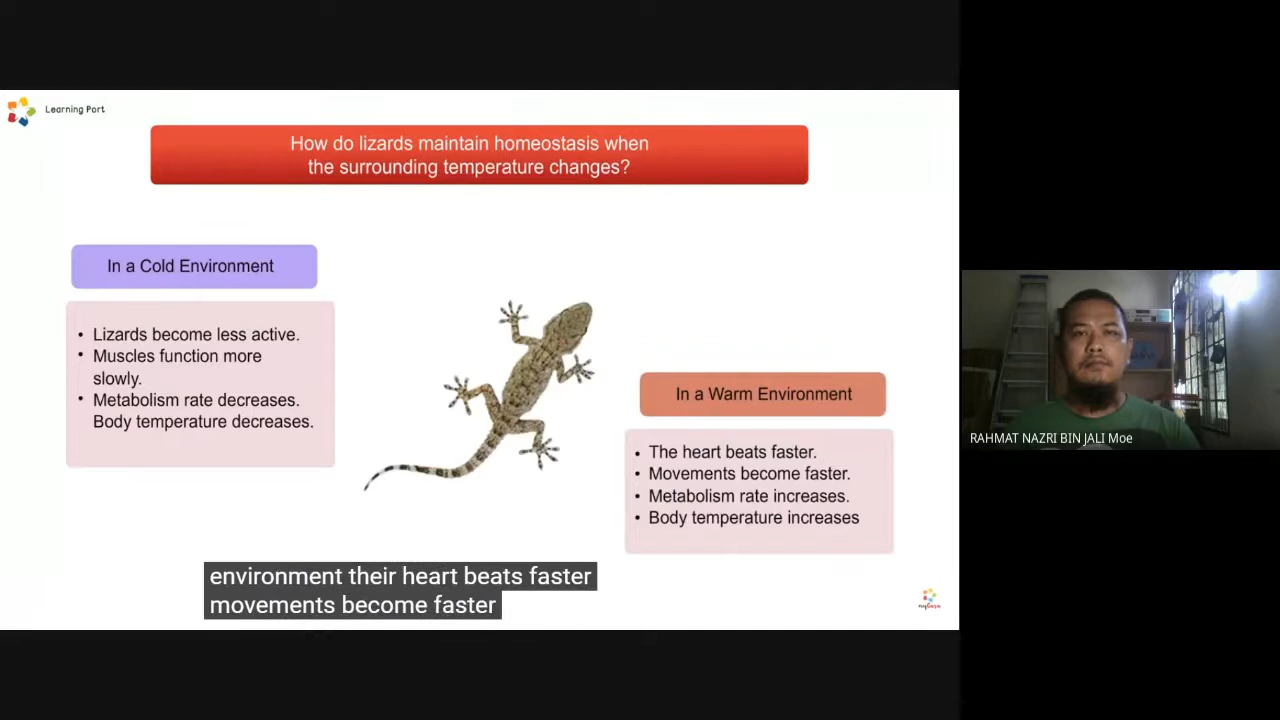 Learning Port
How do lizards maintain homeostasis when
the surrounding temperature changes?
In a Cold Environment
• Lizards become less active.
• Muscles function more
slowly.
• Metabolism rate decreases.
Body temperature decreases.
In a Warm Environment
• The heart beats faster.
• Movements become faster.
• Metabolism rate increases.
• Body temperature increases
environment their heart beats faster
movements become faster
RAHMAT NAZRI BIN JALI Moe